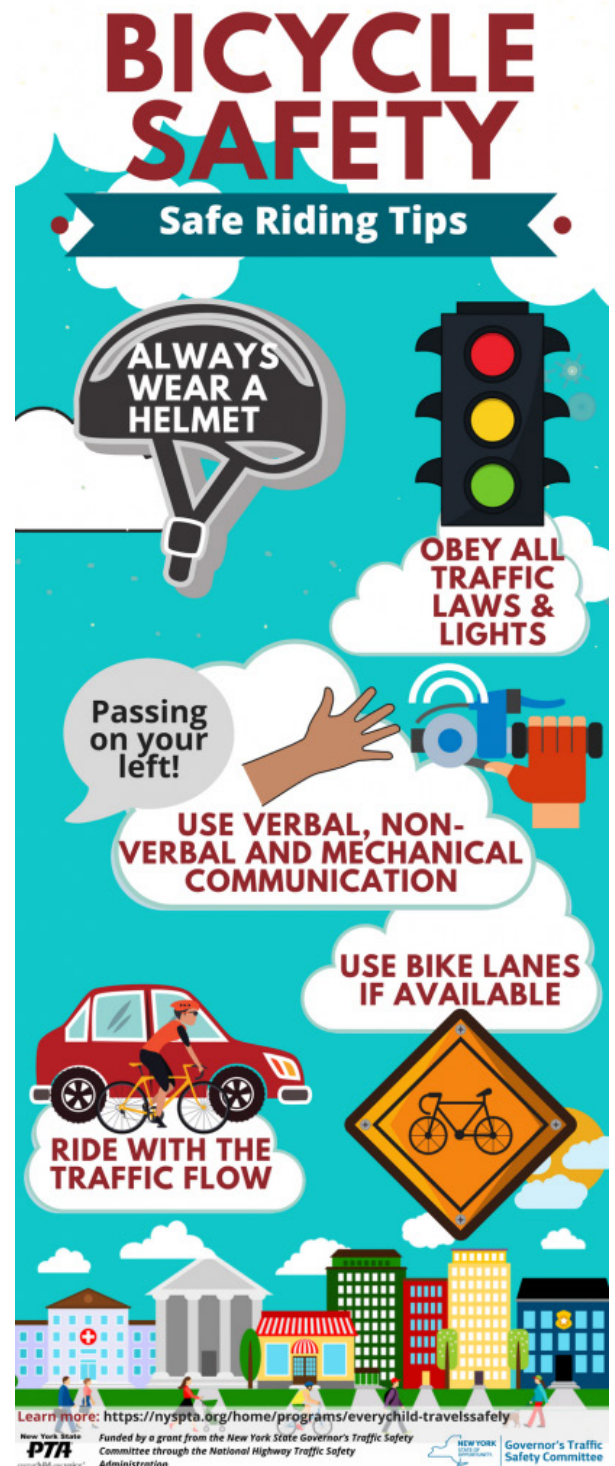 BICYCLE
SAFETY
Safe Riding Tips
ALWAYS
WEAR A
HELMET
OBEY ALL
TRAFFIC
LAWS &
LIGHTS
Passing
on your
left!
USE VERBAL, NON-
VERBAL AND MECHANICAL
COMMUNICATION
USE BIKE LANES
IF AVAILABLE
RIDE WITH THE
TRAFFIC FLOW
Learn more: https://nyspta.org/home/programs/everychild-travelssafely
New York State
PTA
Funded by a grant from the New York State Governor's Traffic Safety
Committee through the National Highway Traffic Safety
Administration
NEW YORK
STATE OF
OPPORTUNITY.
Governor's Traffic
Safety Committee